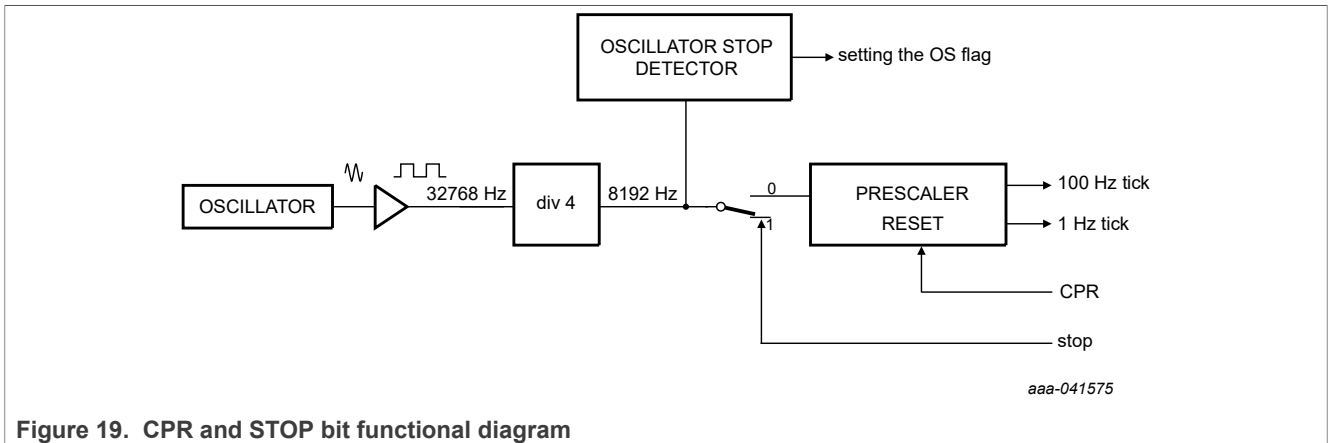 OSCILLATOR STOP
DETECTOR
setting the OS flag
OSCILLATOR
32768 Hz
div 4
8192 Hz
0
1
PRESCALER
RESET
100 Hz tick
1 Hz tick
CPR
stop
aaa-041575
Figure 19. CPR and STOP bit functional diagram